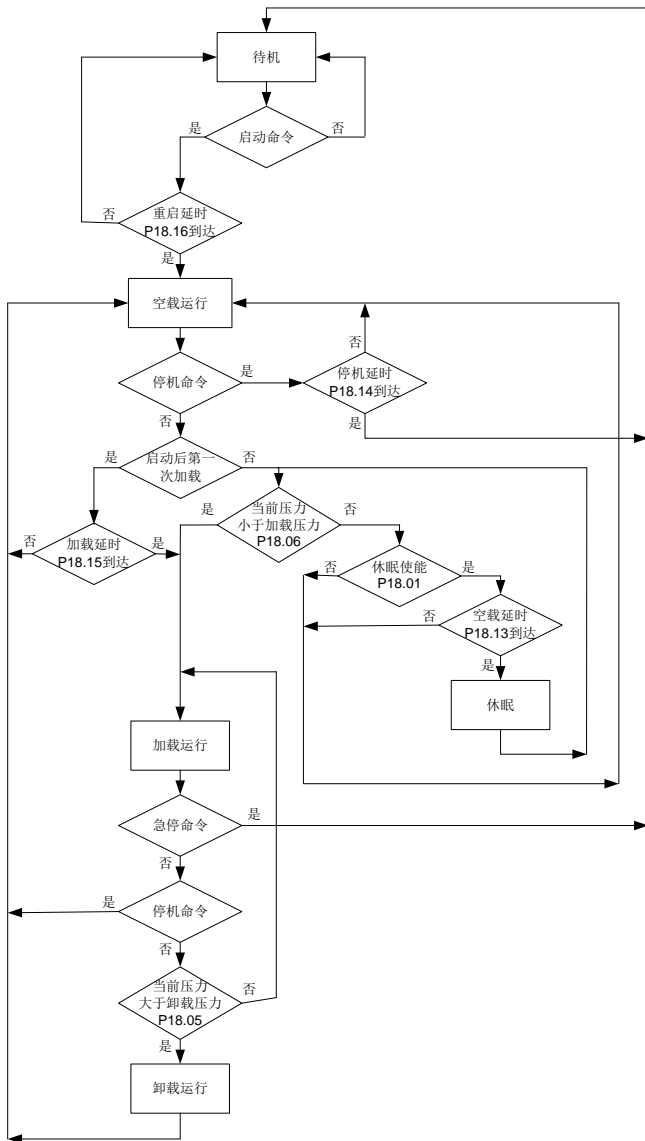 待机
启动命令
是
否
重启延时
P18.16到达
否
是
空载运行
停机命令
是
否
停机延时
P18.14到达
否
是
启动后第一
次加载
是
否
加载延时
P18.15到达
否
是
当前压力
小于加载压力
P18.06
是
否
休眠使能
P18.01
否
是
空载延时
P18.13到达
否
是
休眠
加载运行
急停命令
是
否
停机命令
是
否
当前压力
大于卸载压力
P18.05
否
是
卸载运行